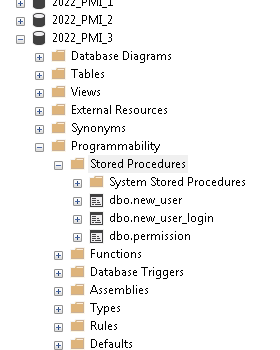 2022_PMI_1
2022_PMI_2
2022_PMI_3
Database Diagrams
Tables
Views
External Resources
Synonyms
Programmability
Stored Procedures
System Stored Procedures
dbo.new_user
dbo.new_user_login
dbo.permission
Functions
Database Triggers
Assemblies
Types
Rules
Defaults